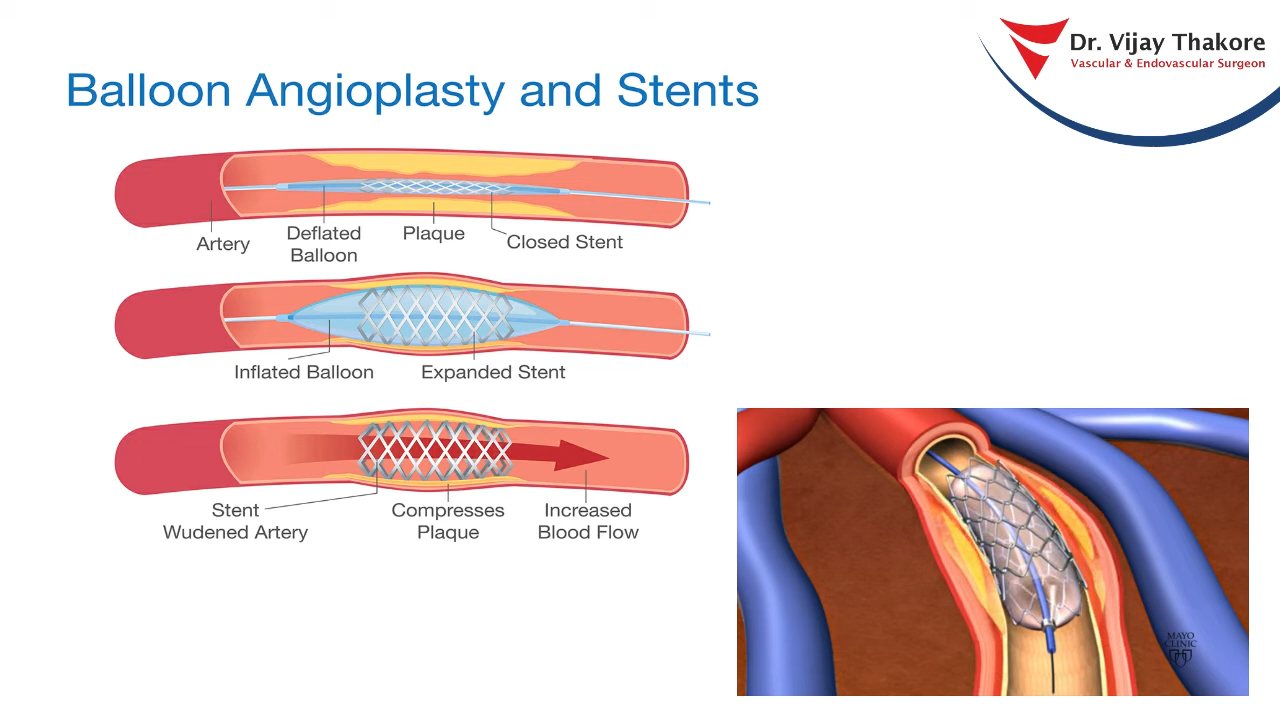 Dr. Vijay Thakore
Vascular & Endovascular Surgeon
Balloon Angioplasty and Stents
Artery
Deflated
Balloon
Plaque
Closed Stent
Inflated Balloon
Expanded Stent
Stent
Wudened Artery
Compresses
Plaque
Increased
Blood Flow
MAYO
CLINIC